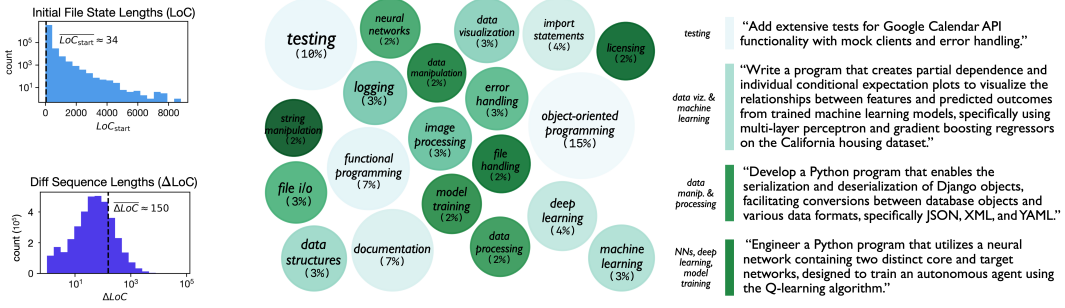 Initial File State Lengths (LoC)
LoC_start ≈ 34
count
10^5
10^3
10^1
0 2000 4000 6000 8000
LoC_start
Diff Sequence Lengths (ΔLoC)
ΔLoC ≈ 150
count (10^5)
4
2
0
10^1 10^3 10^5
ΔLoC
testing
(10%)
neural
networks
(2%)
data
visualization
(3%)
import
statements
(4%)
licensing
(2%)
data
manipulation
(2%)
logging
(3%)
error
handling
(3%)
object-oriented
programming
(15%)
string
manipulation
(2%)
image
processing
(3%)
functional
programming
(7%)
file
handling
(2%)
file i/o
(3%)
model
training
(2%)
deep
learning
(4%)
data
structures
(3%)
documentation
(7%)
data
processing
(2%)
machine
learning
(3%)
testing
“Add extensive tests for Google Calendar API
functionality with mock clients and error handling.”
data viz. &
machine
learning
“Write a program that creates partial dependence and
individual conditional expectation plots to visualize the
relationships between features and predicted outcomes
from trained machine learning models, specifically using
multi-layer perceptron and gradient boosting regressors
on the California housing dataset.”
data
manip. &
processing
“Develop a Python program that enables the
serialization and deserialization of Django objects,
facilitating conversions between database objects and
various data formats, specifically JSON, XML, and YAML.”
NNs, deep
learning,
model
training
“Engineer a Python program that utilizes a neural
network containing two distinct core and target
networks, designed to train an autonomous agent using
the Q-learning algorithm.”